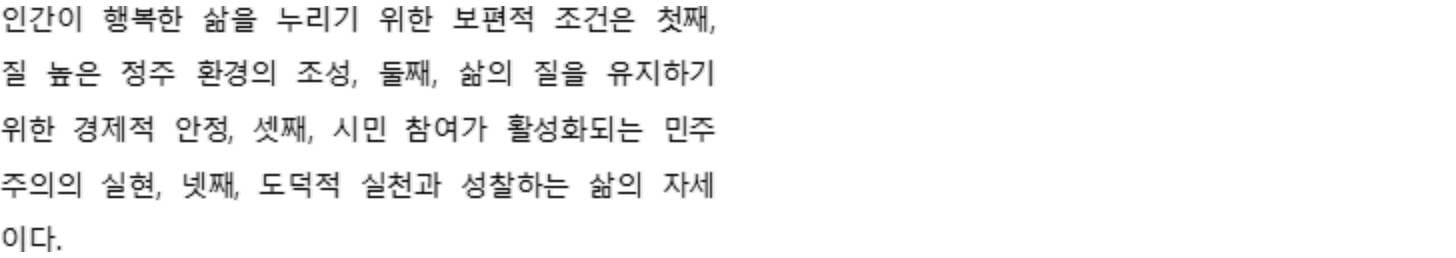 인간이 행복한 삶을 누리기 위한 보편적 조건은 첫째,
질 높은 정주 환경의 조성, 둘째, 삶의 질을 유지하기
위한 경제적 안정, 셋째, 시민 참여가 활성화되는 민주
주의의 실현, 넷째, 도덕적 실천과 성찰하는 삶의 자세
이다.